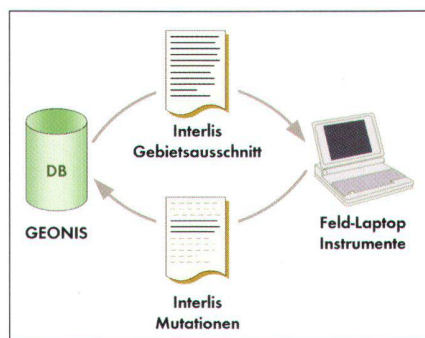 Interlis
Gebietsausschnitt
DB
GEONIS
Feld-Laptop
Instrumente
Interlis
Mutationen